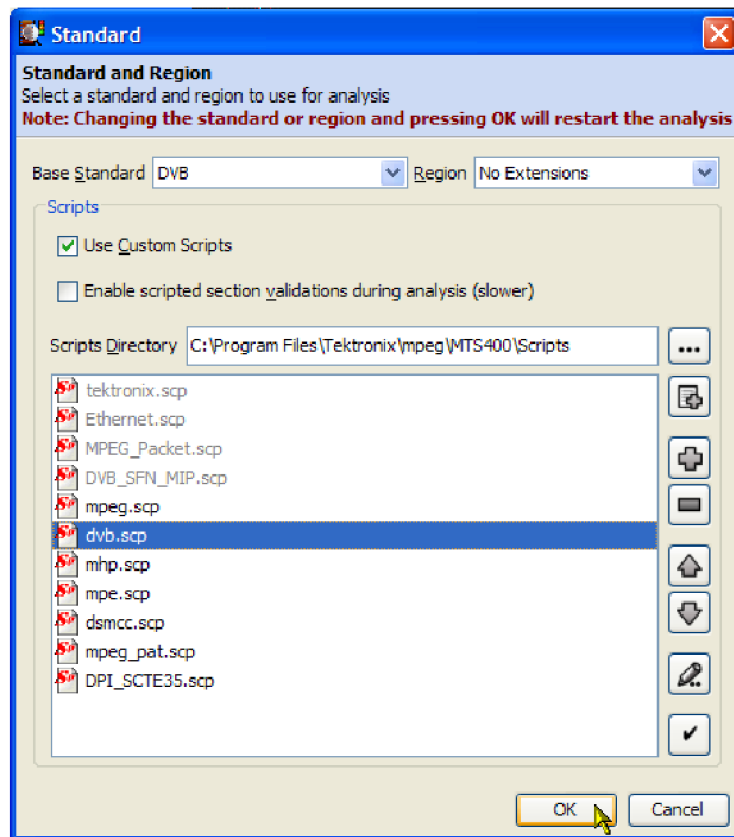 Standard
Standard and Region
Select a standard and region to use for analysis
Note: Changing the standard or region and pressing OK will restart the analysis
Base Standard DVB Region No Extensions
Scripts
Use Custom Scripts
Enable scripted section validations during analysis (slower)
Scripts Directory C:\Program Files\Tektronix\mpeg\MTS400\Scripts ...
tektronix.scp
Ethernet.scp
MPEG_Packet.scp
DVB_SFN_MIP.scp
mpeg.scp
dvb.scp
mhp.scp
mpe.scp
dsmcc.scp
mpeg_pat.scp
DPI_SCTE35.scp
OK Cancel